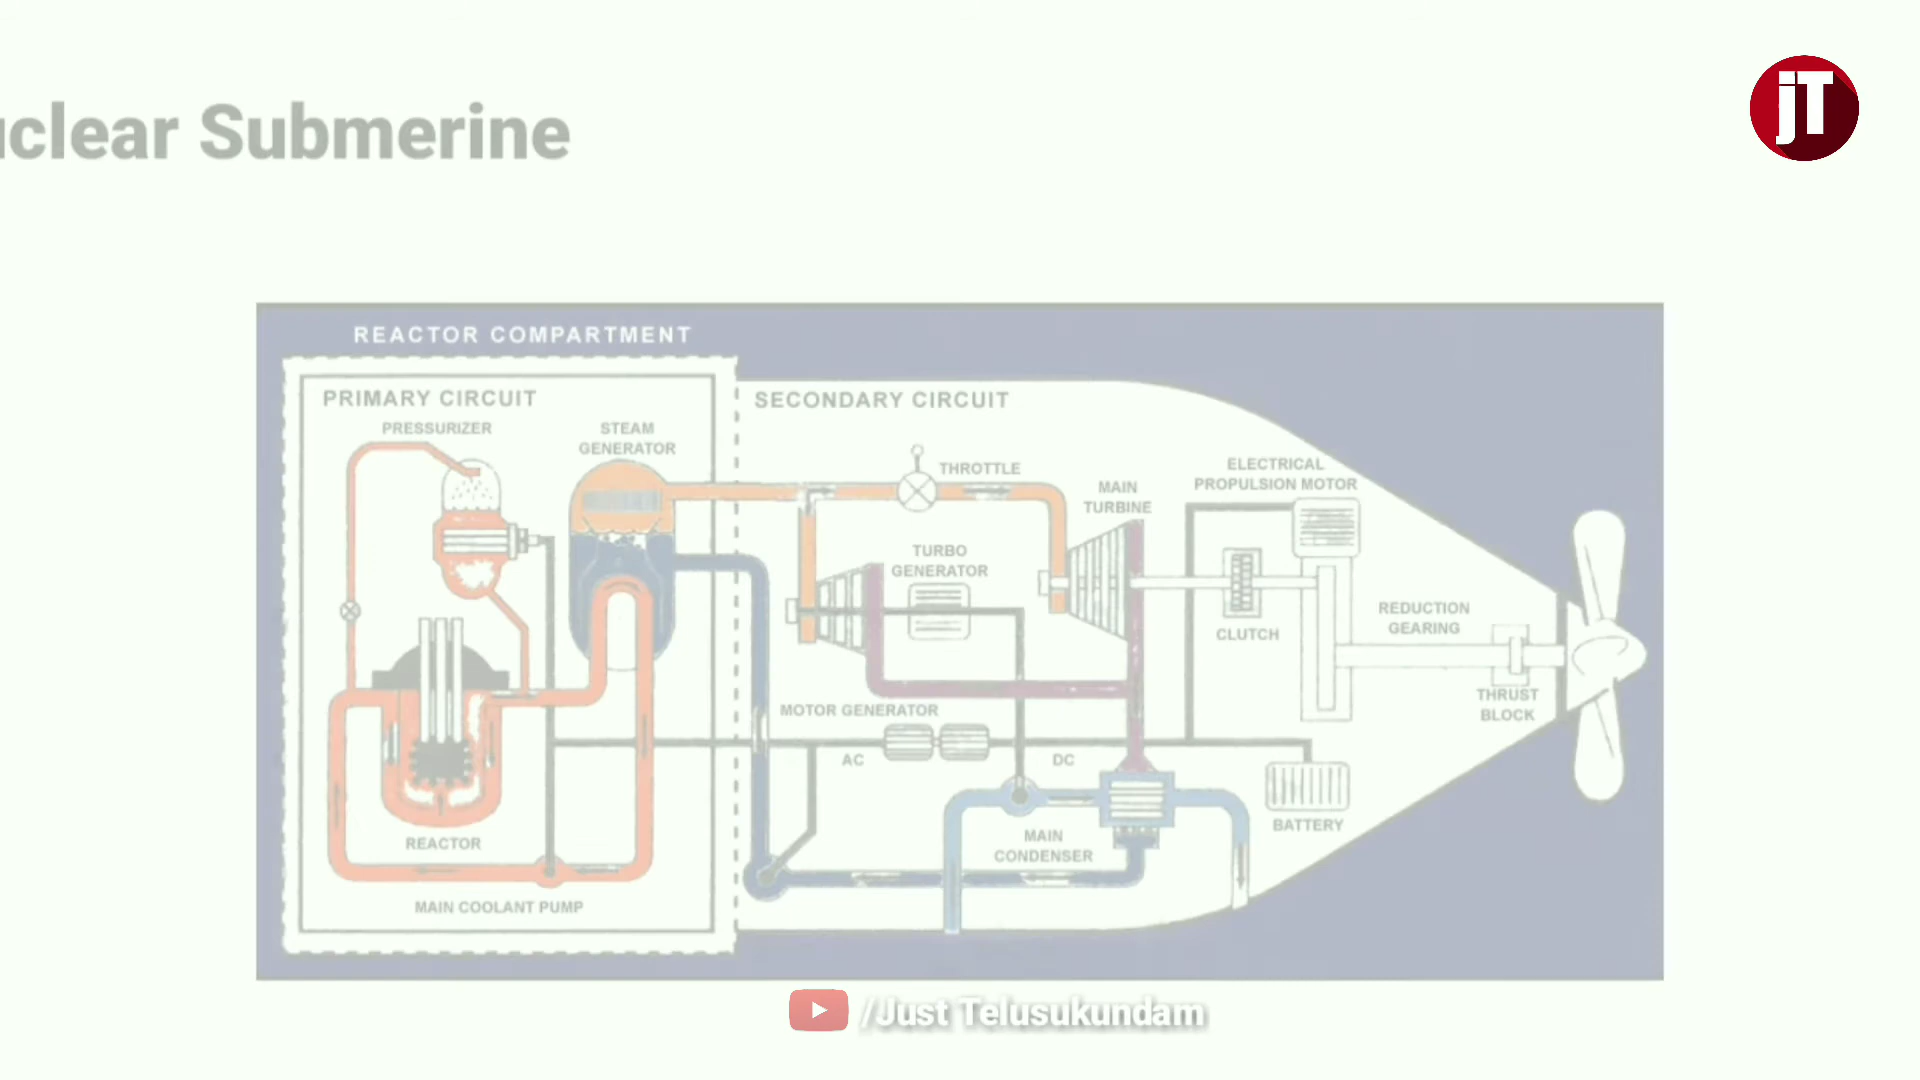 jT
uclear Submerine
REACTOR COMPARTMENT
PRIMARY CIRCUIT
SECONDARY CIRCUIT
PRESSURIZER
STEAM
GENERATOR
THROTTLE
ELECTRICAL
PROPULSION MOTOR
MAIN
TURBINE
TURBO
GENERATOR
REDUCTION
GEARING
CLUTCH
THRUST
BLOCK
MOTOR GENERATOR
AC
DC
BATTERY
MAIN
CONDENSER
REACTOR
MAIN COOLANT PUMP
/Just Telusukundam